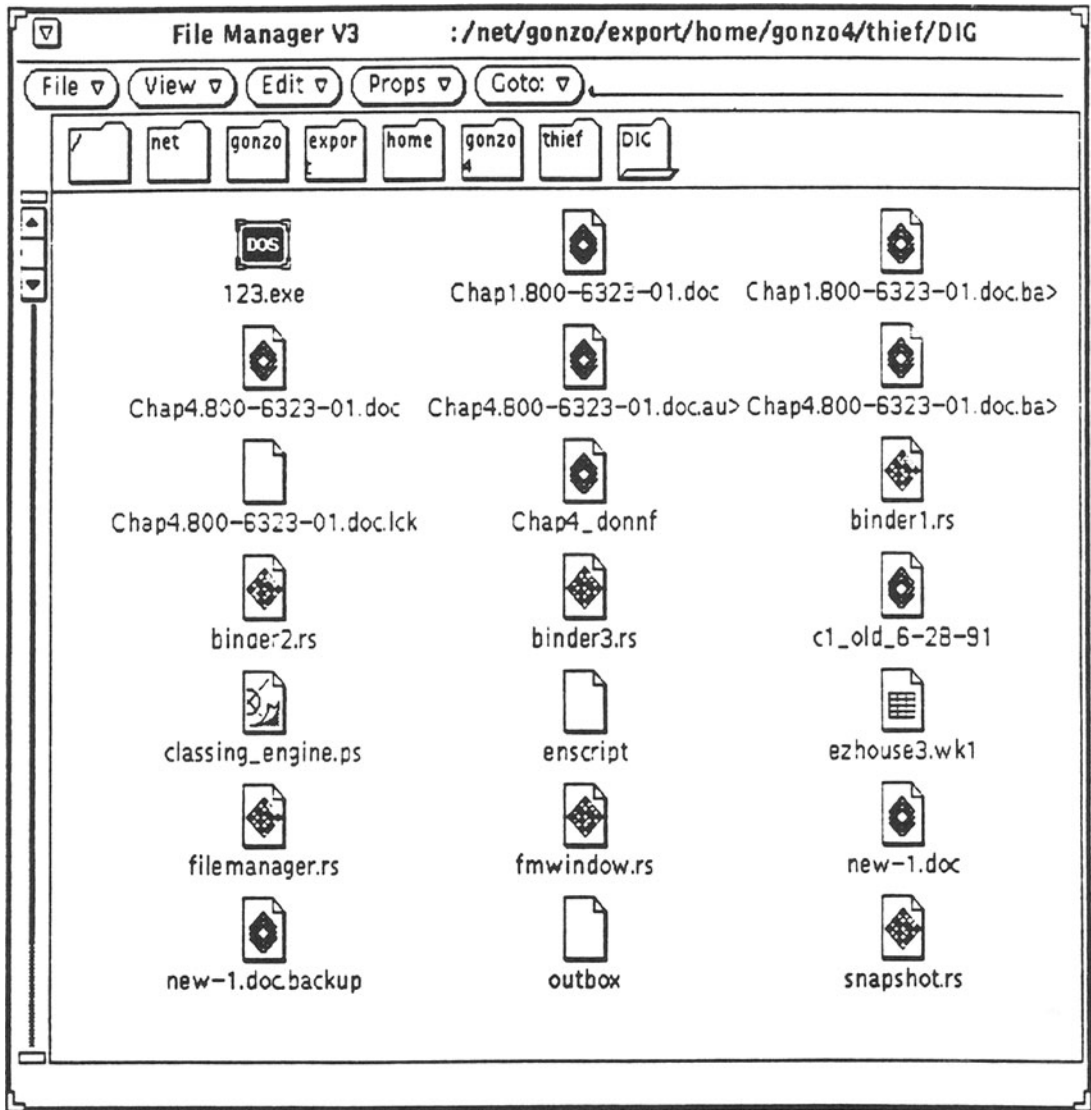 File Manager V3 :/net/gonzo/export/home/gonzo4/thief/DIG
File View Edit Props Goto:
/ net gonzo expor home gonzo thief DIG
t 4
DOS
123.exe Chap1.800-6323-01.doc Chap1.800-6323-01.doc.ba>
Chap4.800-6323-01.doc Chap4.800-6323-01.doc.au> Chap4.800-6323-01.doc.ba>
Chap4.800-6323-01.doc.lck Chap4_donnf binder1.rs
binder2.rs binder3.rs c1_old_6-28-91
classing_engine.ps enscript ezhouse3.wk1
filemanager.rs fmwindow.rs new-1.doc
new-1.doc.backup outbox snapshot.rs